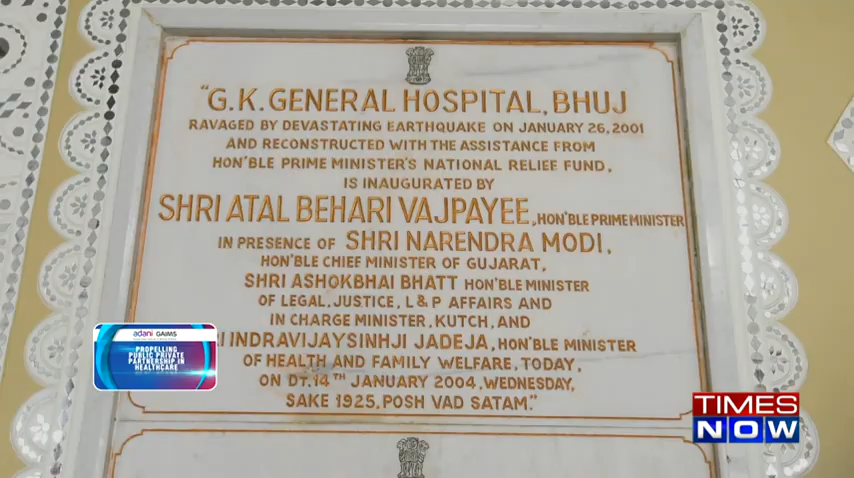 "G.K. GENERAL HOSPITAL, BHUJ
RAVAGED BY DEVASTATING EARTHQUAKE ON JANUARY 26, 2001
AND RECONSTRUCTED WITH THE ASSISTANCE FROM
HON'BLE PRIME MINISTER'S NATIONAL RELIEF FUND,
IS INAUGURATED BY
SHRI ATAL BEHARI VAJPAYEE, HON'BLE PRIME MINISTER
IN PRESENCE OF SHRI NARENDRA MODI,
HON'BLE CHIEF MINISTER OF GUJARAT,
SHRI ASHOKBHAI BHATT HON'BLE MINISTER
OF LEGAL, JUSTICE, L & P AFFAIRS AND
IN CHARGE MINISTER, KUTCH, AND
INDRAVIJAYSINHJI JADEJA, HON'BLE MINISTER
OF HEALTH AND FAMILY WELFARE, TODAY,
ON DT. 14TH JANUARY 2004, WEDNESDAY,
SAKE 1925, POSH VAD SATAM."
adani GAIMS
PROPELLING
PUBLIC PRIVATE
PARTNERSHIP IN
HEALTHCARE
TIMES
NOW